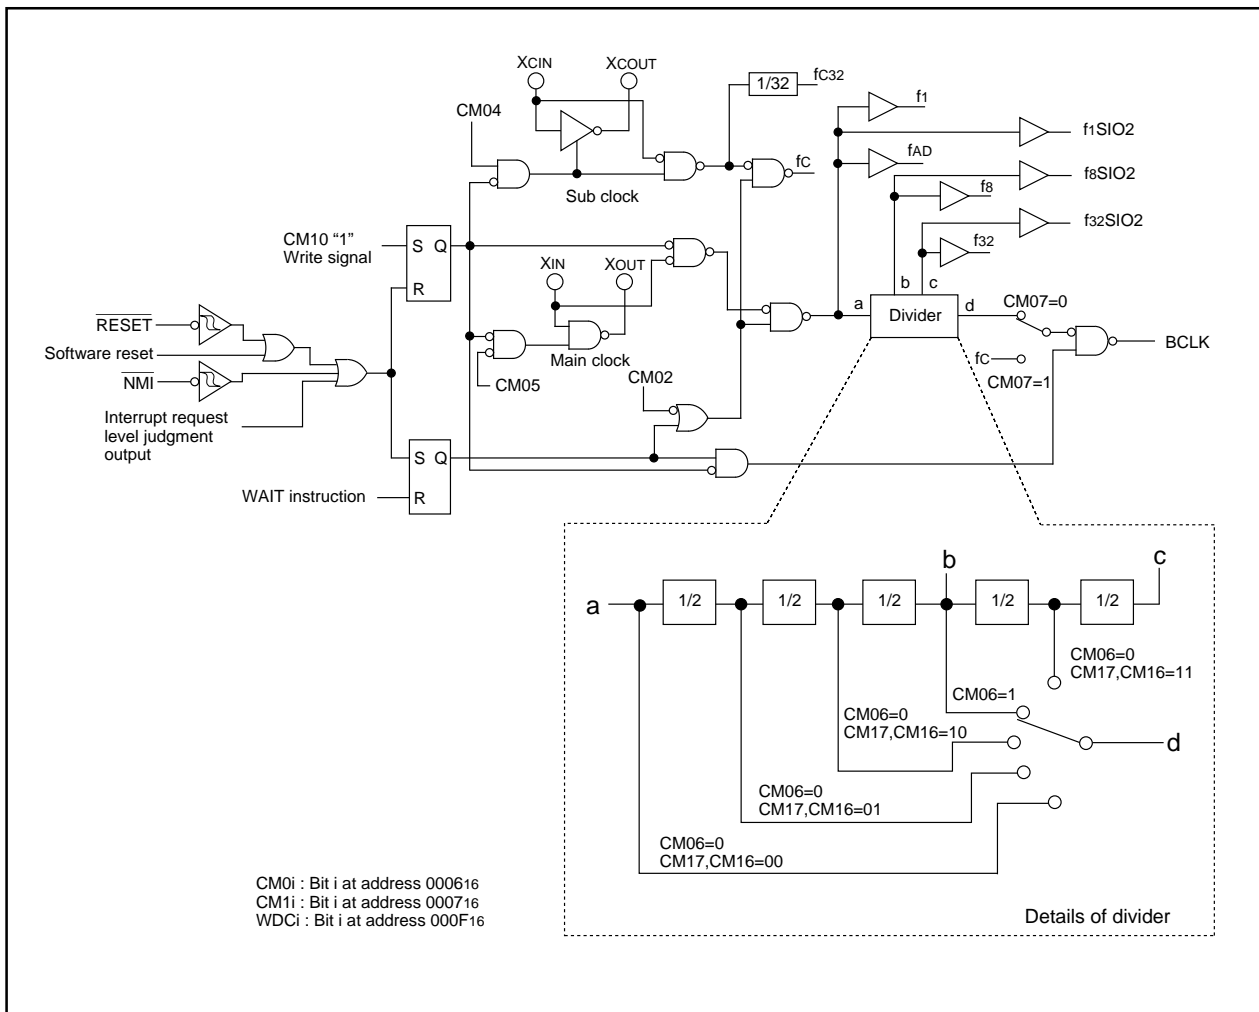 XCIN
XCOUT
1/32
fC32
CM04
f1
f1SIO2
fAD
fC
f8SIO2
Sub clock
f8
CM10 “1”
Write signal
S Q
R
f32SIO2
XIN
XOUT
f32
b c
a
Divider
d
CM07=0
RESET
BCLK
Software reset
Main clock
fC
CM07=1
NMI
CM05
CM02
Interrupt request
level judgment
output
S Q
R
WAIT instruction
a
1/2
1/2
1/2
b
1/2
1/2
c
CM06=0
CM17,CM16=11
CM06=1
CM06=0
CM17,CM16=10
d
CM06=0
CM17,CM16=01
CM06=0
CM17,CM16=00
CM0i : Bit i at address 000616
CM1i : Bit i at address 000716
WDCi : Bit i at address 000F16
Details of divider